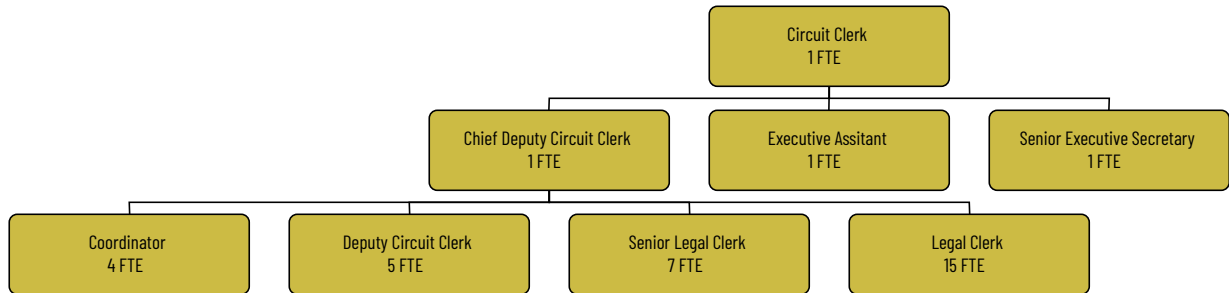 Circuit Clerk
1 FTE
Chief Deputy Circuit Clerk
1 FTE
Executive Assitant
1 FTE
Senior Executive Secretary
1 FTE
Coordinator
4 FTE
Deputy Circuit Clerk
5 FTE
Senior Legal Clerk
7 FTE
Legal Clerk
15 FTE